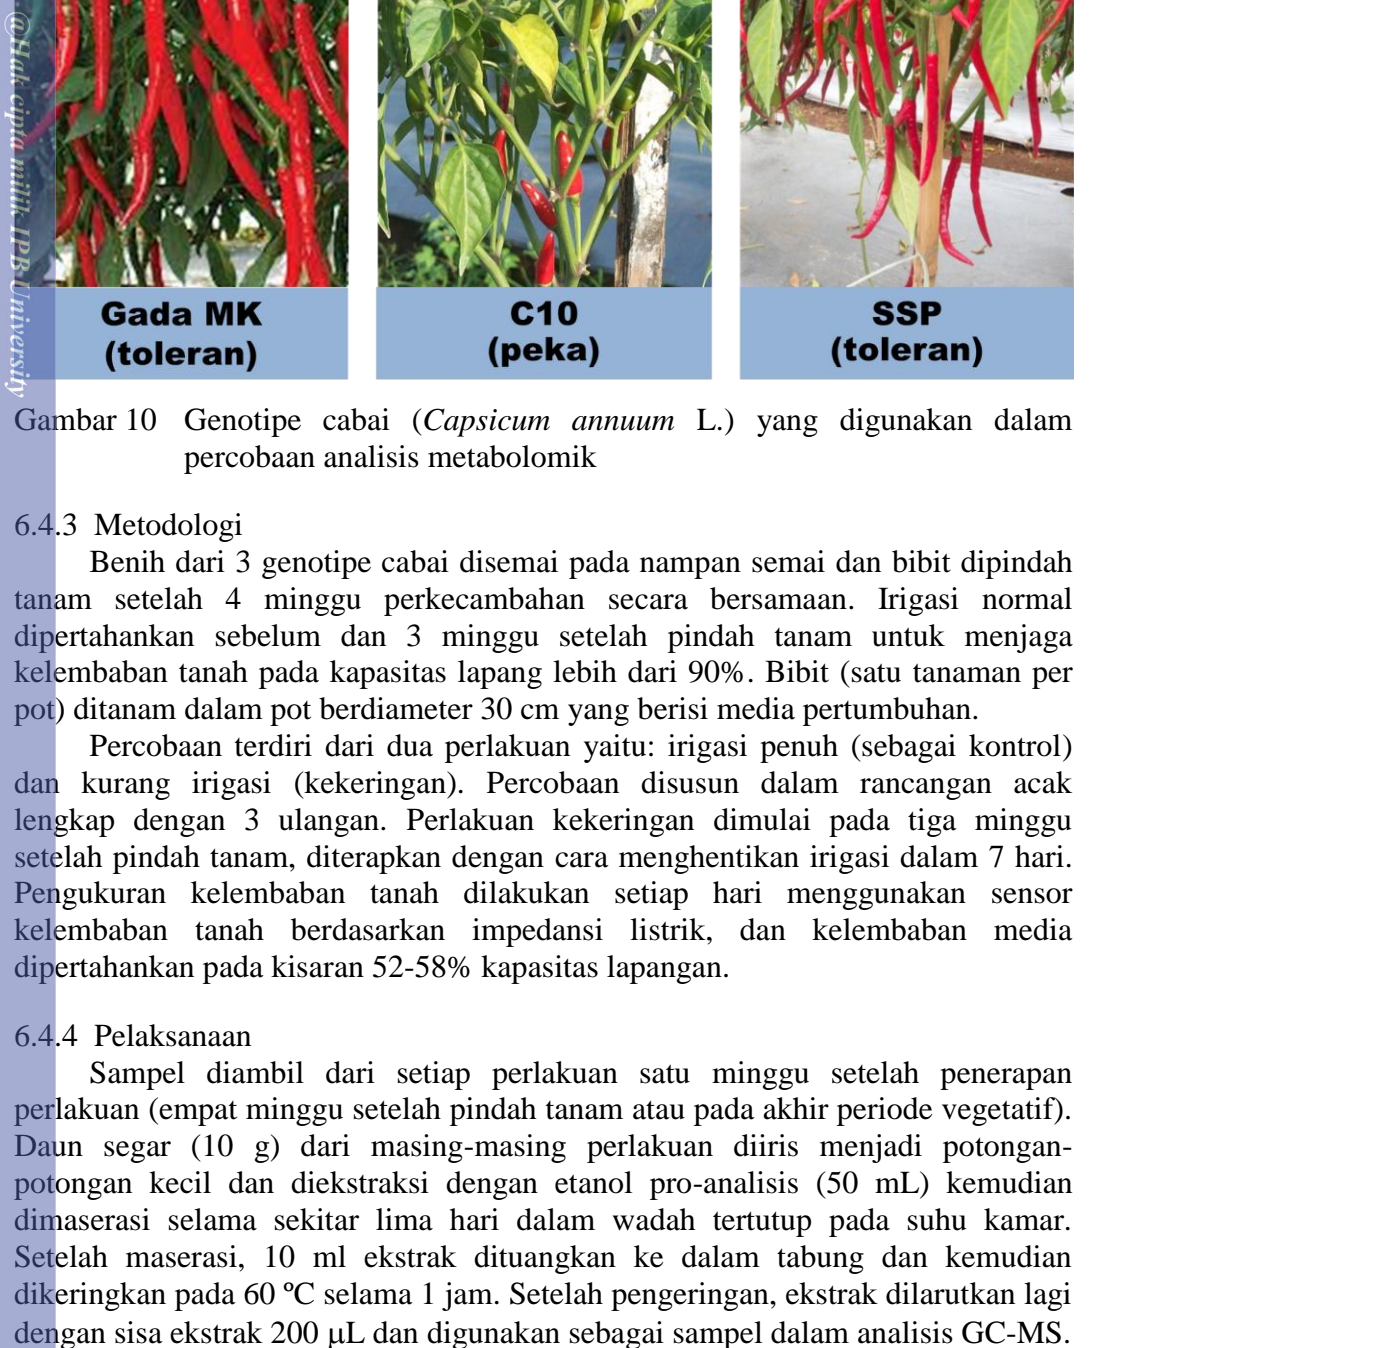 @Hak cipta milik IPB University
Gada MK
(toleran)
C10
(peka)
SSP
(toleran)
Gambar 10 Genotipe cabai (Capsicum annuum L.) yang digunakan dalam
percobaan analisis metabolomik
6.4.3 Metodologi
Benih dari 3 genotipe cabai disemai pada nampan semai dan bibit dipindah
tanam setelah 4 minggu perkecambahan secara bersamaan. Irigasi normal
dipertahankan sebelum dan 3 minggu setelah pindah tanam untuk menjaga
kelembaban tanah pada kapasitas lapang lebih dari 90%. Bibit (satu tanaman per
pot) ditanam dalam pot berdiameter 30 cm yang berisi media pertumbuhan.
Percobaan terdiri dari dua perlakuan yaitu: irigasi penuh (sebagai kontrol)
dan kurang irigasi (kekeringan). Percobaan disusun dalam rancangan acak
lengkap dengan 3 ulangan. Perlakuan kekeringan dimulai pada tiga minggu
setelah pindah tanam, diterapkan dengan cara menghentikan irigasi dalam 7 hari.
Pengukuran kelembaban tanah dilakukan setiap hari menggunakan sensor
kelembaban tanah berdasarkan impedansi listrik, dan kelembaban media
dipertahankan pada kisaran 52-58% kapasitas lapangan.
6.4.4 Pelaksanaan
Sampel diambil dari setiap perlakuan satu minggu setelah penerapan
perlakuan (empat minggu setelah pindah tanam atau pada akhir periode vegetatif).
Daun segar (10 g) dari masing-masing perlakuan diiris menjadi potongan-
potongan kecil dan diekstraksi dengan etanol pro-analisis (50 mL) kemudian
dimaserasi selama sekitar lima hari dalam wadah tertutup pada suhu kamar.
Setelah maserasi, 10 ml ekstrak dituangkan ke dalam tabung dan kemudian
dikeringkan pada 60 ºC selama 1 jam. Setelah pengeringan, ekstrak dilarutkan lagi
dengan sisa ekstrak 200 µL dan digunakan sebagai sampel dalam analisis GC-MS.